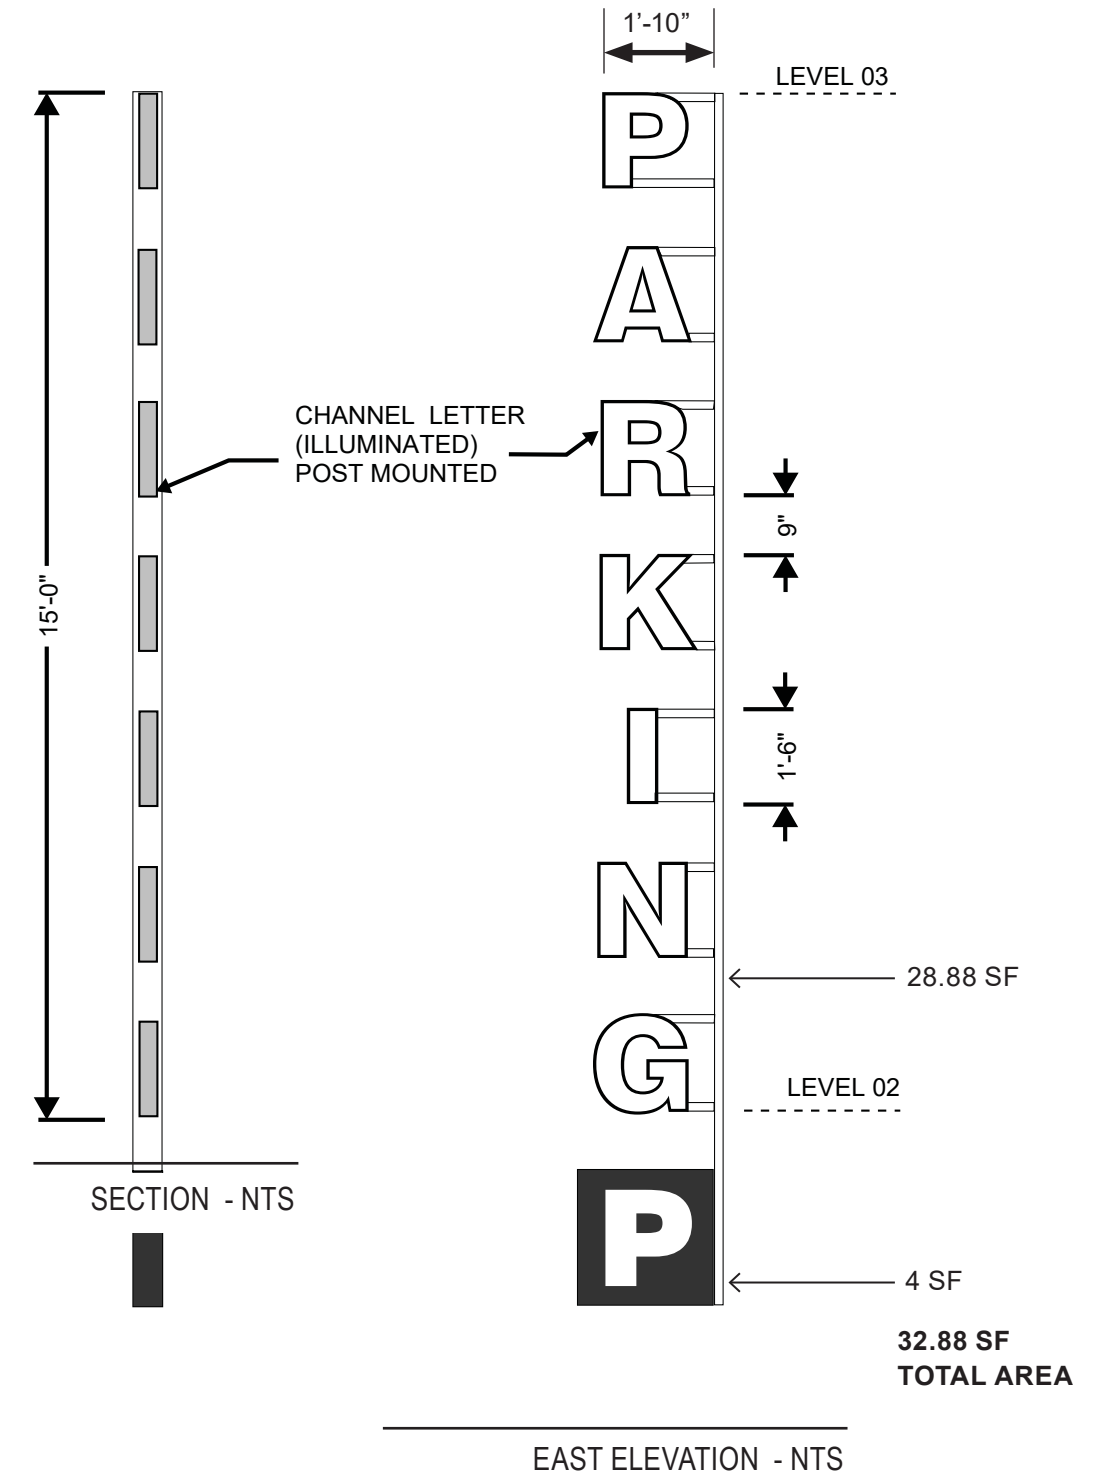 1’-10”
LEVEL 03
P
A
CHANNEL LETTER
(ILLUMINATED)
POST MOUNTED
R
9"
15'-0"
K
I
1'-6"
N
28.88 SF
G
LEVEL 02
SECTION - NTS
P
4 SF
32.88 SF
TOTAL AREA
EAST ELEVATION - NTS